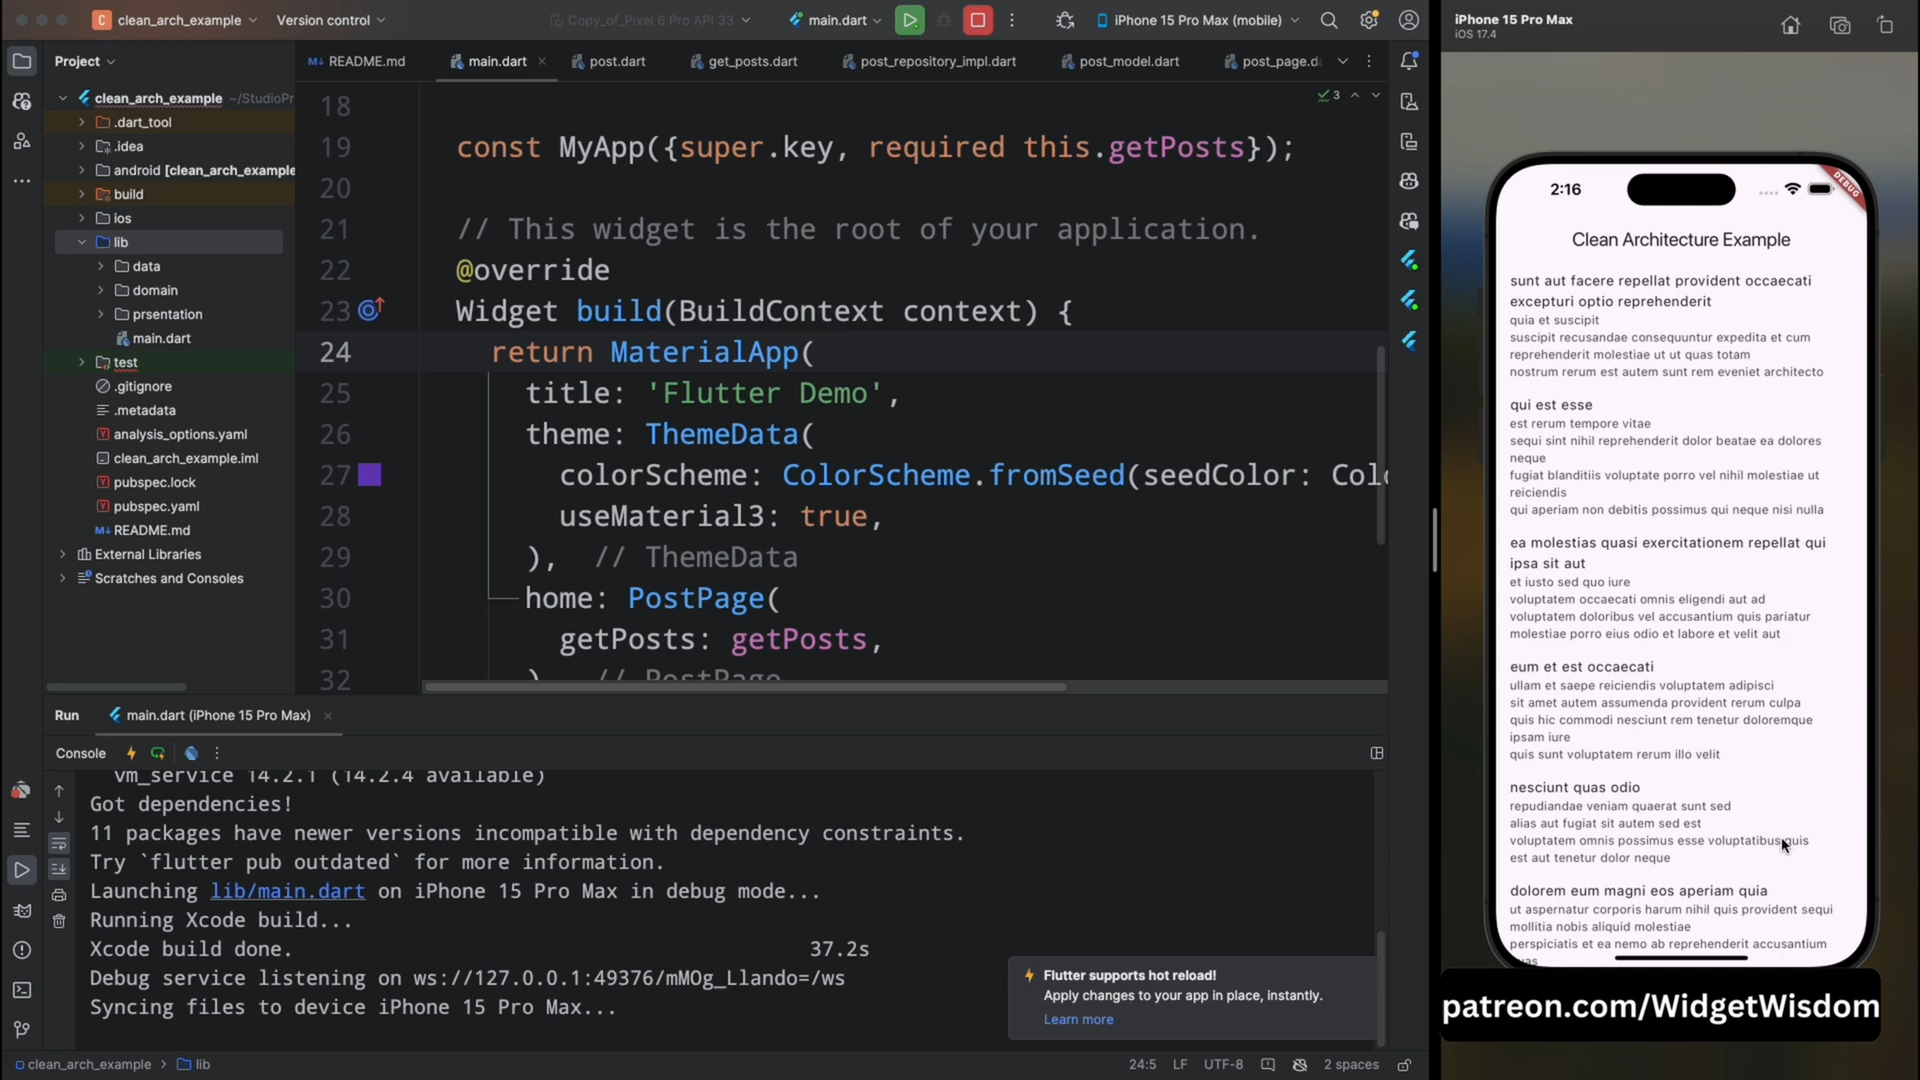 clean_arch_example
Version control
Copy_of_Pixel 6 Pro API 33
main.dart
iPhone 15 Pro Max (mobile)
Project
README.md
main.dart
post.dart
get_posts.dart
post_repository_impl.dart
post_model.dart
post_page.d
clean_arch_example ~/StudioPr
.dart_tool
.idea
android [clean_arch_example
build
ios
lib
data
domain
prsentation
main.dart
test
.gitignore
.metadata
analysis_options.yaml
clean_arch_example.iml
pubspec.lock
pubspec.yaml
README.md
External Libraries
Scratches and Consoles
3
18
19 const MyApp({super.key, required this.getPosts});
20
21 // This widget is the root of your application.
22 @override
23 Widget build(BuildContext context) {
24 return MaterialApp(
25 title: 'Flutter Demo',
26 theme: ThemeData(
27 colorScheme: ColorScheme.fromSeed(seedColor: Colo
28 useMaterial3: true,
29 ), // ThemeData
30 home: PostPage(
31 getPosts: getPosts,
32 ) // PostPage
Run
main.dart (iPhone 15 Pro Max)
Console
vm_service 14.2.1 (14.2.4 available)
Got dependencies!
11 packages have newer versions incompatible with dependency constraints.
Try `flutter pub outdated` for more information.
Launching lib/main.dart on iPhone 15 Pro Max in debug mode...
Running Xcode build...
Xcode build done. 37.2s
Debug service listening on ws://127.0.0.1:49376/mMOg_Llando=/ws
Syncing files to device iPhone 15 Pro Max...
Flutter supports hot reload!
Apply changes to your app in place, instantly.
Learn more
clean_arch_example > lib
24:5 LF UTF-8 2 spaces
iPhone 15 Pro Max
iOS 17.4
2:16
DEBUG
Clean Architecture Example
sunt aut facere repellat provident occaecati
excepturi optio reprehenderit
quia et suscipit
suscipit recusandae consequuntur expedita et cum
reprehenderit molestiae ut ut quas totam
nostrum rerum est autem sunt rem eveniet architecto
qui est esse
est rerum tempore vitae
sequi sint nihil reprehenderit dolor beatae ea dolores
neque
fugiat blanditiis voluptate porro vel nihil molestiae ut
reiciendis
qui aperiam non debitis possimus qui neque nisi nulla
ea molestias quasi exercitationem repellat qui
ipsa sit aut
et iusto sed quo iure
voluptatem occaecati omnis eligendi aut ad
voluptatem doloribus vel accusantium quis pariatur
molestiae porro eius odio et labore et velit aut
eum et est occaecati
ullam et saepe reiciendis voluptatem adipisci
sit amet autem assumenda provident rerum culpa
quis hic commodi nesciunt rem tenetur doloremque
ipsam iure
quis sunt voluptatem rerum illo velit
nesciunt quas odio
repudiandae veniam quaerat sunt sed
alias aut fugiat sit autem sed est
voluptatem omnis possimus esse voluptatibus quis
est aut tenetur dolor neque
dolorem eum magni eos aperiam quia
ut aspernatur corporis harum nihil quis provident sequi
mollitia nobis aliquid molestiae
perspiciatis et ea nemo ab reprehenderit accusantium
quas
patreon.com/WidgetWisdom